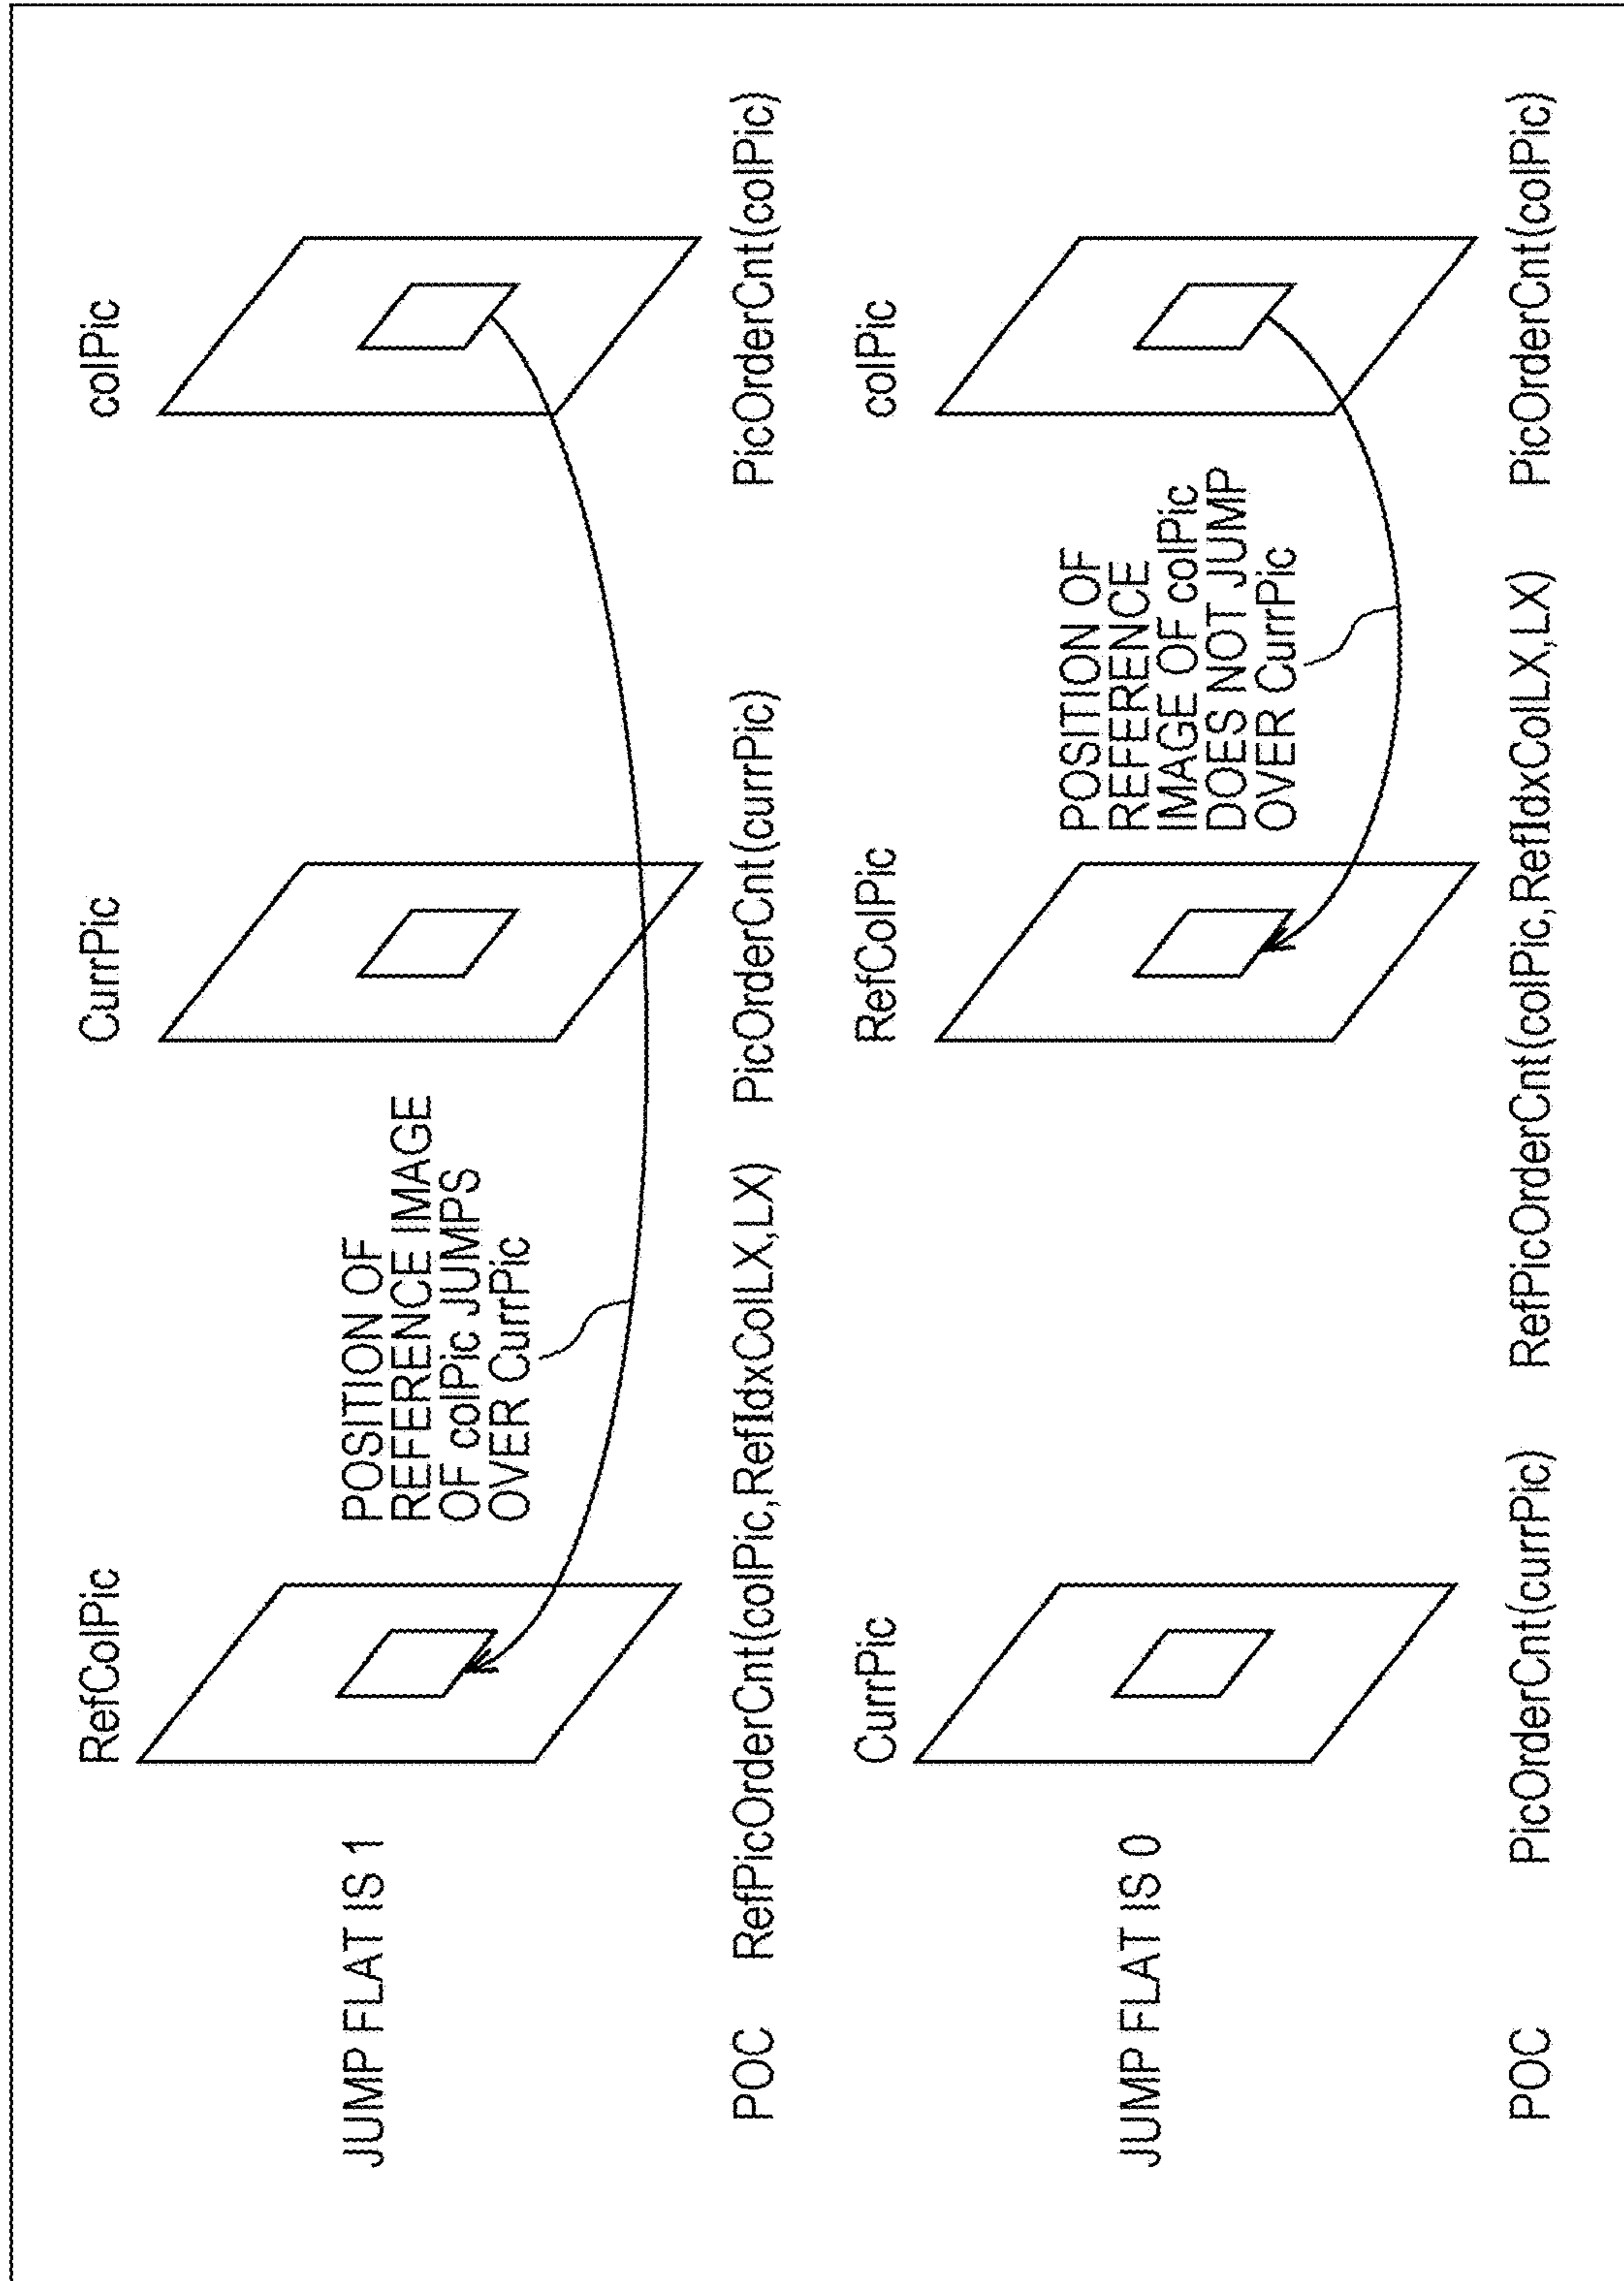 RefColPic CurrPic colPic
JUMP FLAT IS 1
POSITION OF
REFERENCE IMAGE
OF colPic JUMPS
OVER CurrPic
POC RefPicOrderCnt(colPic,RefIdxColLX,LX) PicOrderCnt(currPic) PicOrderCnt(colPic)
CurrPic RefColPic colPic
JUMP FLAT IS 0
POSITION OF
REFERENCE
IMAGE OF colPic
DOES NOT JUMP
OVER CurrPic
POC PicOrderCnt(currPic) RefPicOrderCnt(colPic,RefIdxColLX,LX) PicOrderCnt(colPic)